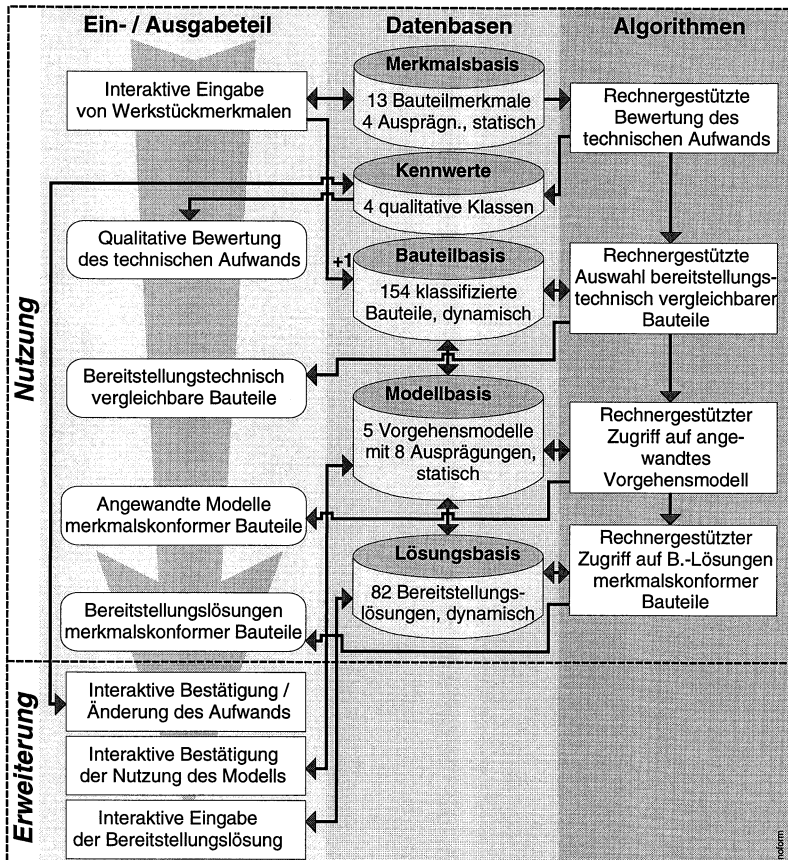 Ein- / Ausgabeteil
Datenbasen
Algorithmen
Nutzung
Interaktive Eingabe
von Werkstückmerkmalen
Merkmalsbasis
13 Bauteilmerkmale
4 Ausprägn., statisch
Rechnergestützte
Bewertung des
technischen Aufwands
Kennwerte
4 qualitative Klassen
Qualitative Bewertung
des technischen Aufwands
+1
Bauteilbasis
154 klassifizierte
Bauteile, dynamisch
Rechnergestützte
Auswahl bereitstellungs-
technisch vergleichbarer
Bauteile
Bereitstellungstechnisch
vergleichbare Bauteile
Modellbasis
5 Vorgehensmodelle
mit 8 Ausprägungen,
statisch
Rechnergestützter
Zugriff auf ange-
wandtes
Vorgehensmodell
Angewandte Modelle
merkmalskonformer Bauteile
Lösungsbasis
82 Bereitstellungs-
lösungen, dynamisch
Rechnergestützter
Zugriff auf B.-Lösungen
merkmalskonformer
Bauteile
Bereitstellungslösungen
merkmalskonformer Bauteile
Erweiterung
Interaktive Bestätigung /
Änderung des Aufwands
Interaktive Bestätigung
der Nutzung des Modells
Interaktive Eingabe
der Bereitstellungslösung
noform